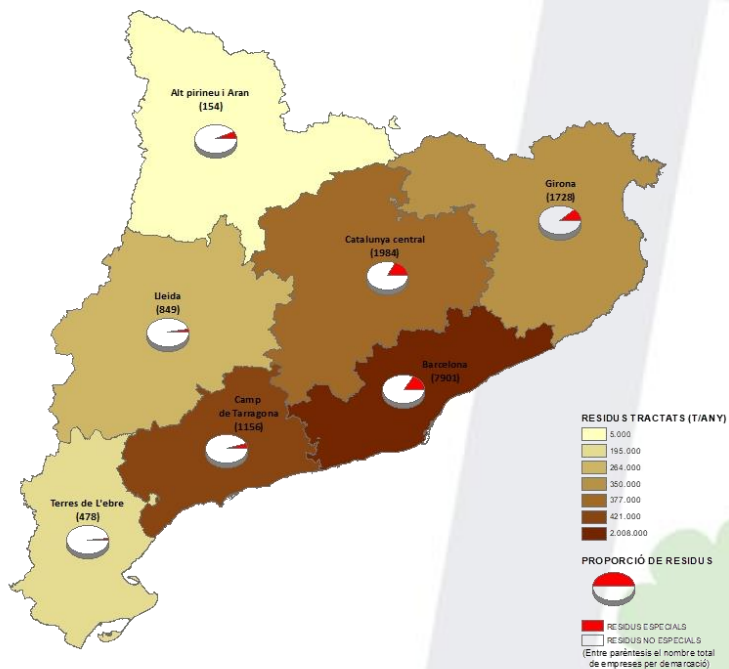 Alt pirineu i Aran
(154)
Girona
(1728)
Catalunya central
(1984)
Lleida
(849)
Barcelona
(7901)
Camp
de Tarragona
(1156)
Terres de L'ebre
(478)
RESIDUS TRACTATS (T/ANY)
5.000
195.000
264.000
350.000
377.000
421.000
2.008.000
PROPORCIÓ DE RESIDUS
RESIDUS ESPECIALS
RESIDUS NO ESPECIALS
(Entre parèntesis el nombre total
de empreses per demarcació)